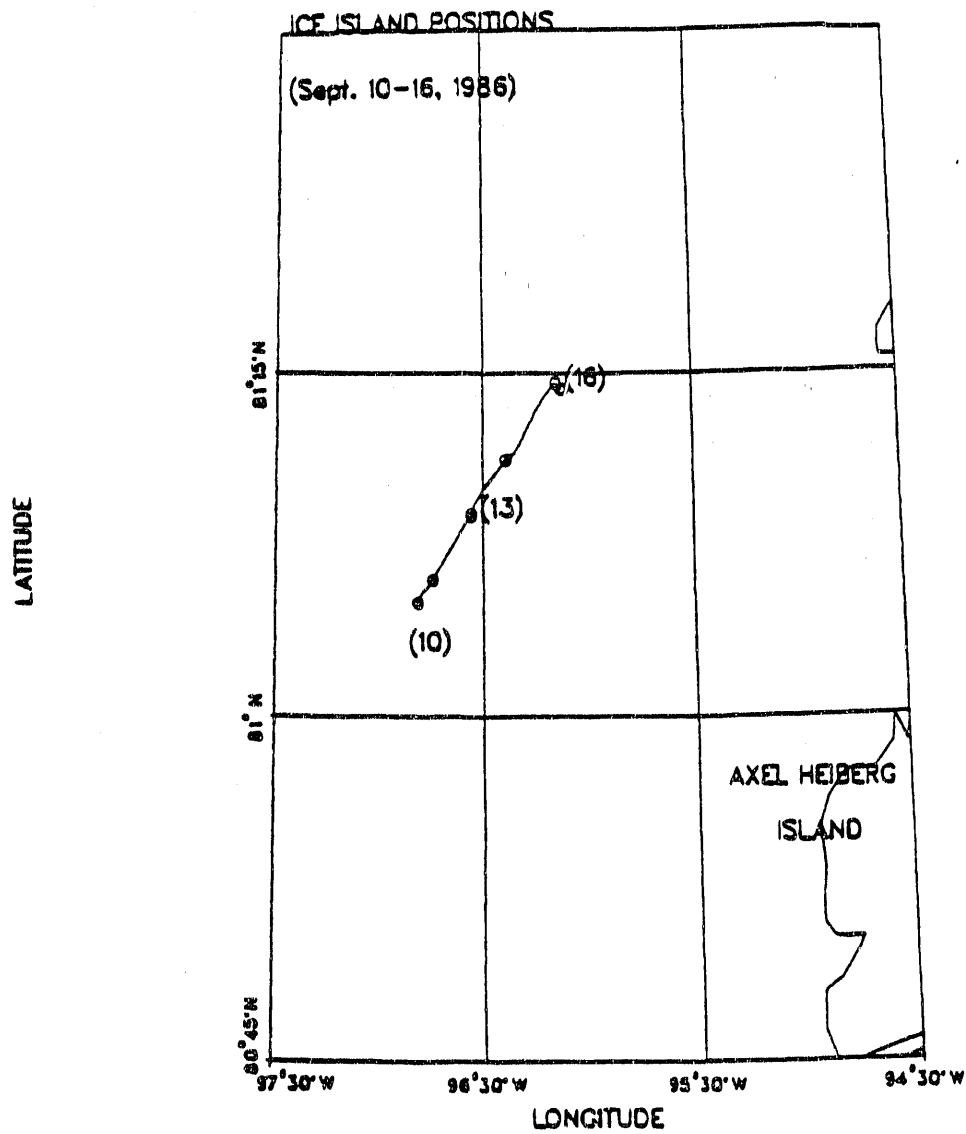 ICE ISLAND POSITIONS
(Sept. 10-16, 1986)
81°15'N
(16)
(13)
LATITUDE
(10)
81° N
AXEL HEIBERG
ISLAND
80°45'N
97°30'W 96°30'W 95°30'W 94°30'W
LONGITUDE